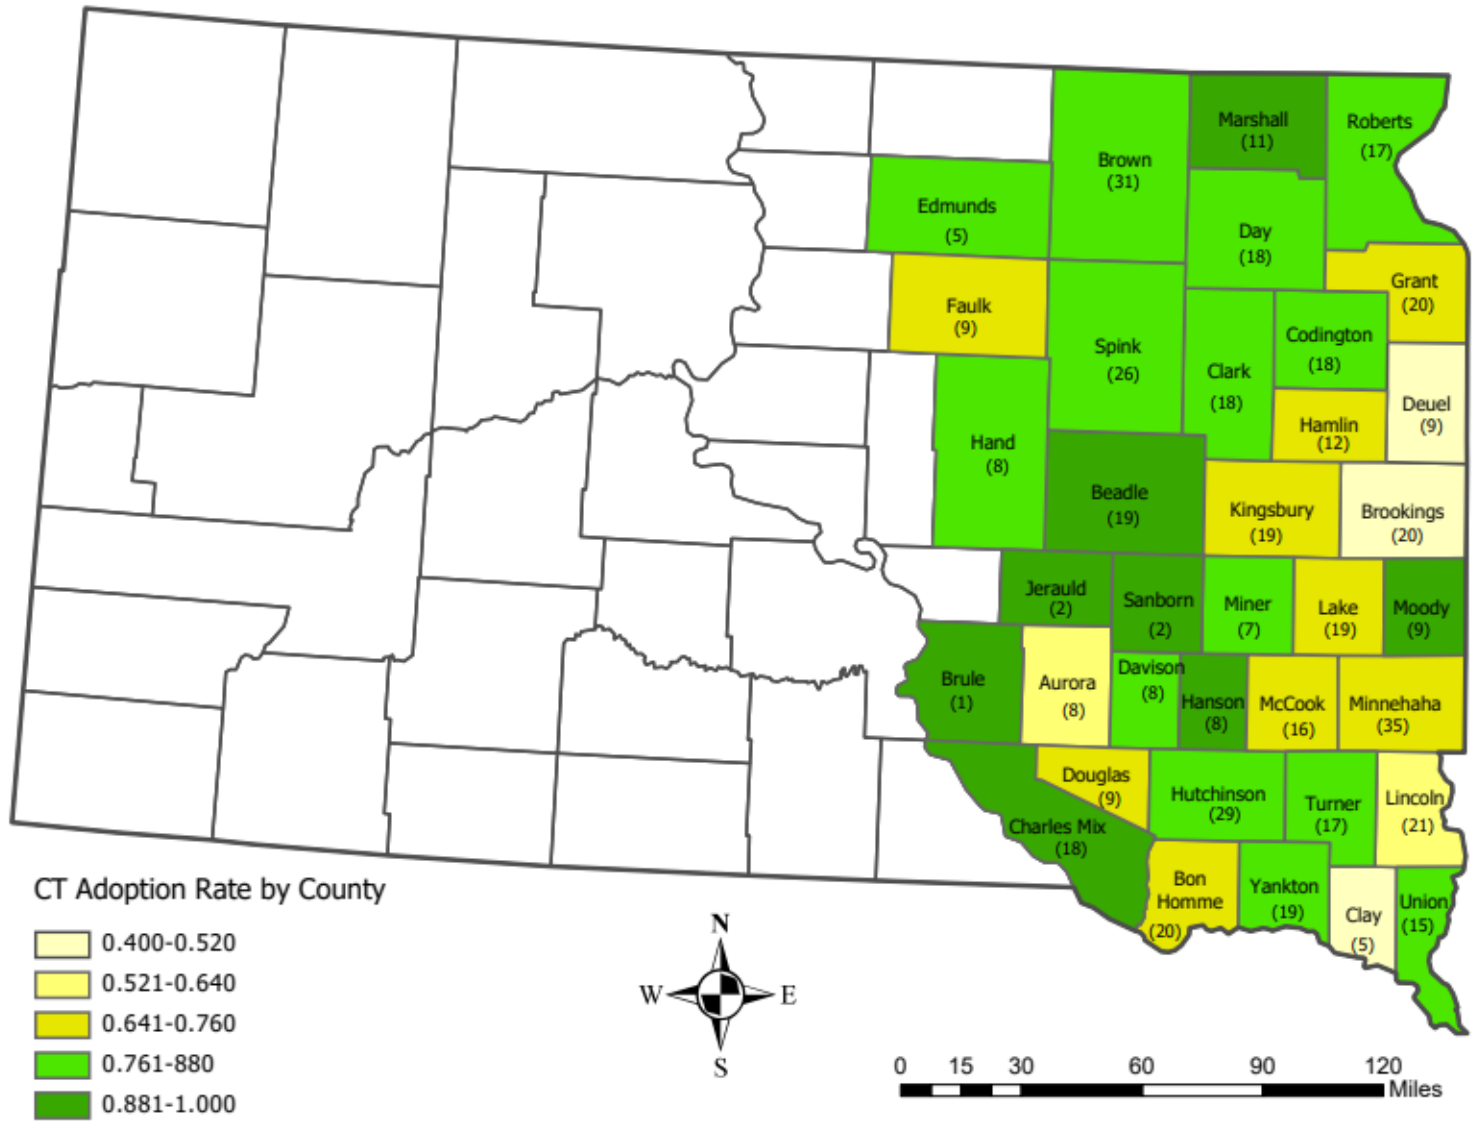 Marshall
(11)
Roberts
(17)
Brown
(31)
Edmunds
(5)
Day
(18)
Grant
(20)
Faulk
(9)
Spink
(26)
Codington
(18)
Clark
(18)
Deuel
(9)
Hamlin
(12)
Hand
(8)
Beadle
(19)
Kingsbury
(19)
Brookings
(20)
Jerauld
(2)
Sanborn
(2)
Miner
(7)
Lake
(19)
Moody
(9)
Brule
(1)
Aurora
(8)
Davison
(8)
Hanson
(8)
McCook
(16)
Minnehaha
(35)
Douglas
(9)
Hutchinson
(29)
Turner
(17)
Lincoln
(21)
Charles Mix
(18)
Bon
Homme
(20)
Yankton
(19)
Clay
(5)
Union
(15)
CT Adoption Rate by County
0.400-0.520
0.521-0.640
0.641-0.760
0.761-880
0.881-1.000
N
W
E
S
0 15 30 60 90 120
Miles